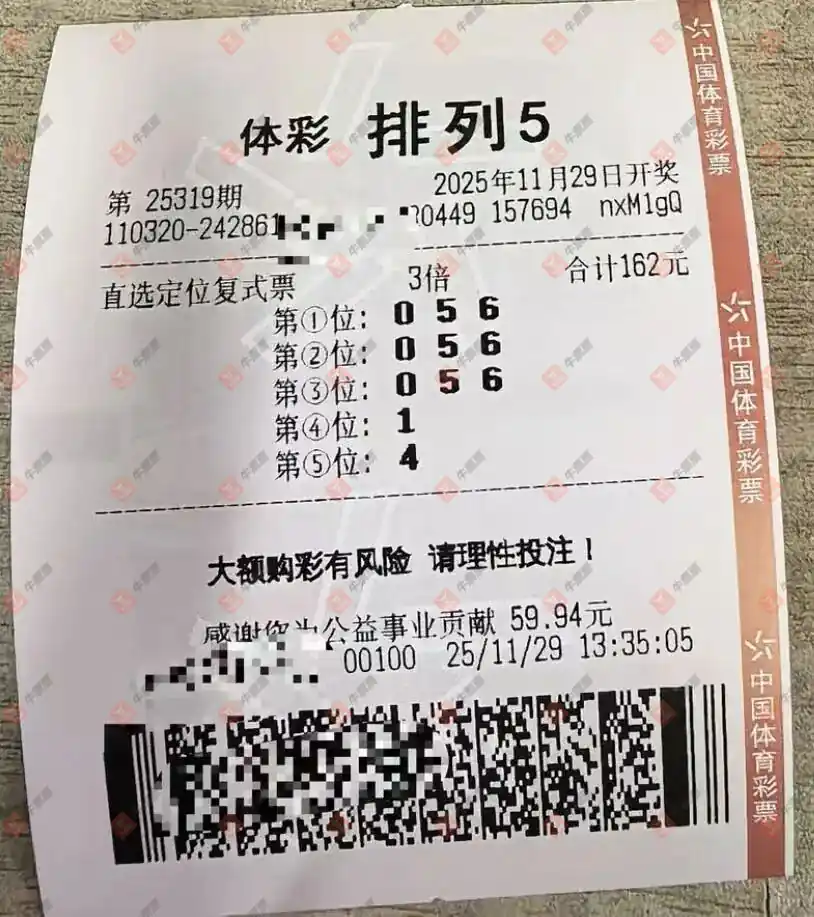 体彩 排列5
第 25319期 2025年11月29日开奖
110320-242861 20449 157694 nxM1gQ
直选定位复式票 3倍 合计162元
第①位: 0 5 6
第②位: 0 5 6
第③位: 0 5 6
第④位: 1
第⑤位: 4
大额购彩有风险 请理性投注!
感谢您为公益事业贡献 59.94元
00100 25/11/29 13:35:05
中国体育彩票
中国体育彩票
中国体育彩票